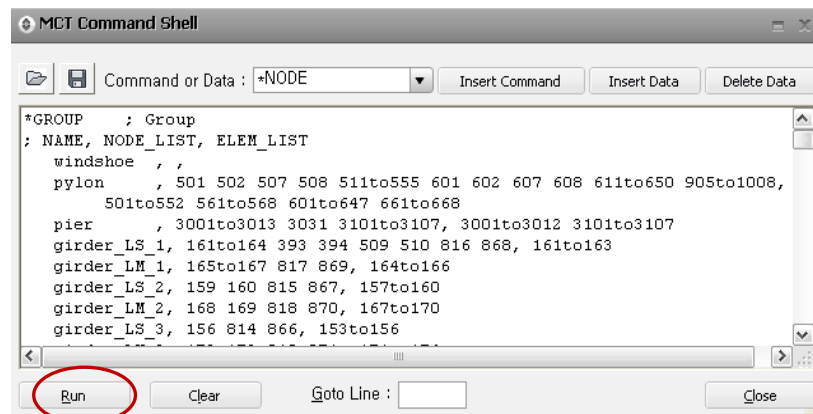 MCT Command Shell
Command or Data : *NODE Insert Command Insert Data Delete Data
*GROUP    ; Group
; NAME, NODE_LIST, ELEM_LIST
windshoe  , ,
pylon     , 501 502 507 508 511to555 601 602 607 608 611to650 905to1008,
501to552 561to568 601to647 661to668
pier      , 3001to3013 3031 3101to3107, 3001to3012 3101to3107
girder_LS_1, 161to164 393 394 509 510 816 868, 161to163
girder_LM_1, 165to167 817 869, 164to166
girder_LS_2, 159 160 815 867, 157to160
girder_LM_2, 168 169 818 870, 167to170
girder_LS_3, 156 814 866, 153to156
Run Clear Goto Line : Close